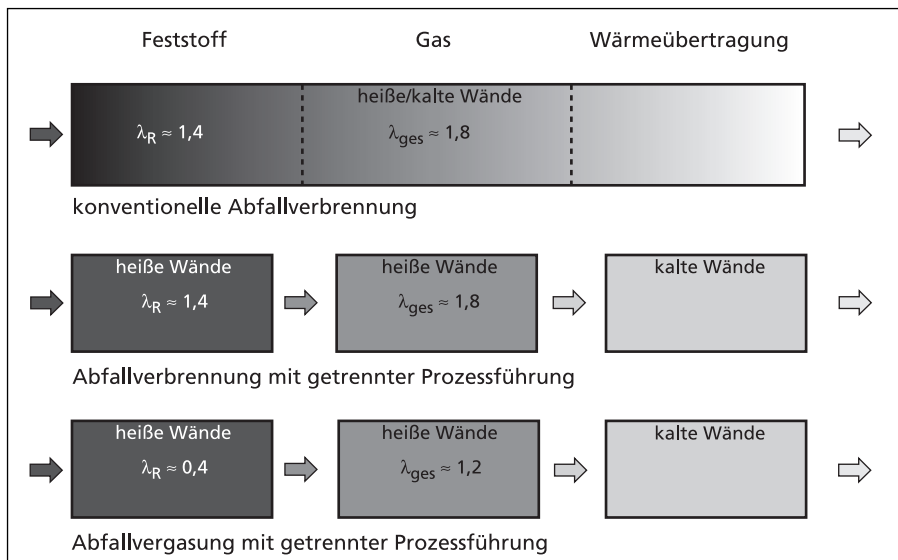 Feststoff Gas Wärmeübertragung
heiße/kalte Wände
λR ≈ 1,4 λges ≈ 1,8
konventionelle Abfallverbrennung
heiße Wände heiße Wände kalte Wände
λR ≈ 1,4 λges ≈ 1,8
Abfallverbrennung mit getrennter Prozessführung
heiße Wände heiße Wände kalte Wände
λR ≈ 0,4 λges ≈ 1,2
Abfallvergasung mit getrennter Prozessführung